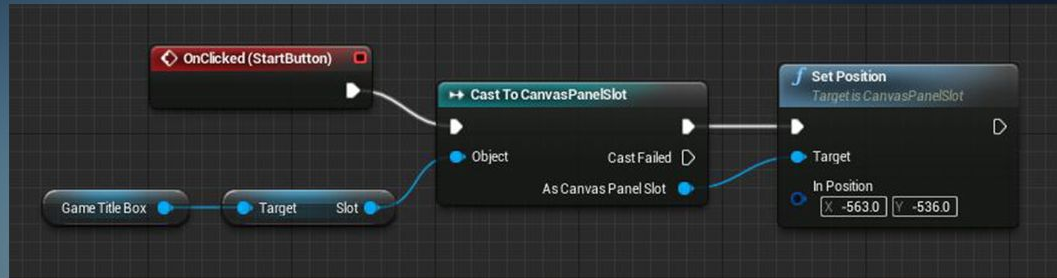 OnClicked (StartButton)
Cast To CanvasPanelSlot
Object
Cast Failed
As Canvas Panel Slot
Set Position
Target is CanvasPanelSlot
Target
In Position
X -563.0 Y -536.0
Game Title Box
Target Slot